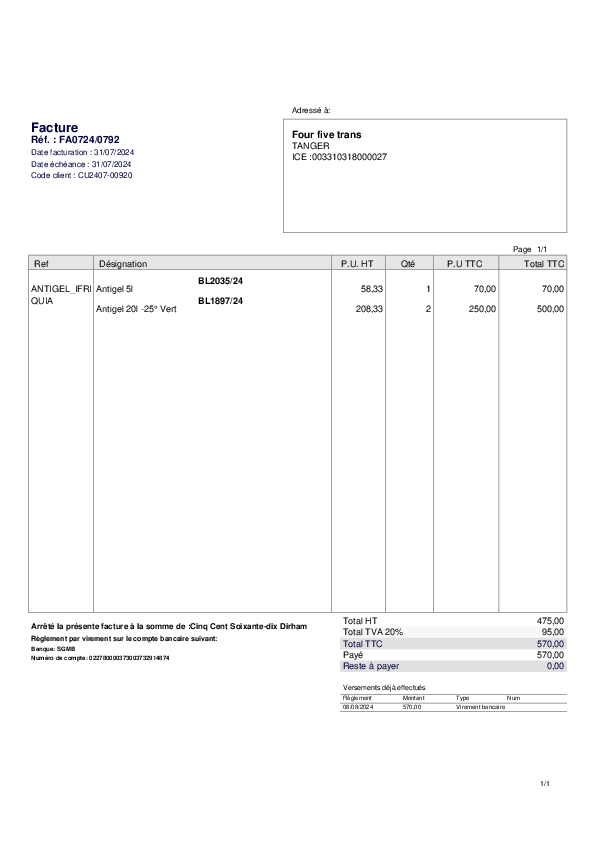 Adressé à:
Facture
Réf. : FA0724/0792
Date facturation : 31/07/2024
Date échéance : 31/07/2024
Code client : CU2407-00920
Four five trans
TANGER
ICE :003310318000027
Page 1/1
Ref Désignation P.U. HT Qté P.U TTC Total TTC
BL2035/24
ANTIGEL_IFRI Antigel 5l 58,33 1 70,00 70,00
QUIA BL1897/24
Antigel 20l -25° Vert 208,33 2 250,00 500,00
Arrêté la présente facture à la somme de :Cinq Cent Soixante-dix Dirham
Règlement par virement sur le compte bancaire suivant:
Banque: SGMB
Numéro de compte: 022780000373003732914874
Total HT 475,00
Total TVA 20% 95,00
Total TTC 570,00
Payé 570,00
Reste à payer 0,00
Versements déjà effectués
Règlement Montant Type Num
08/08/2024 570,00 Virement bancaire
1/1